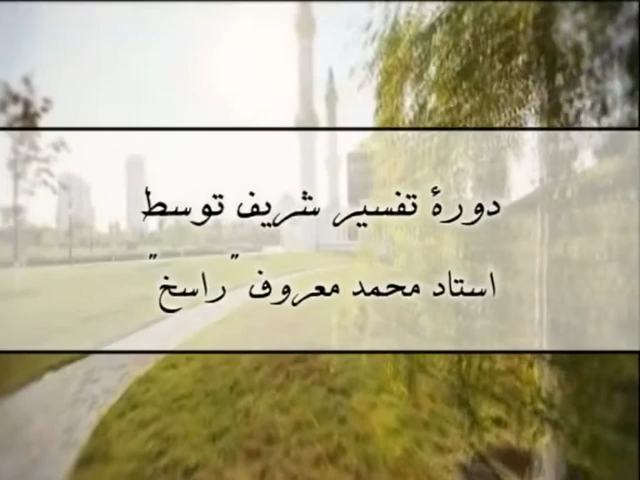 دورهٔ تفسیر شریف توسط
استاد محمد معروف "راسخ"